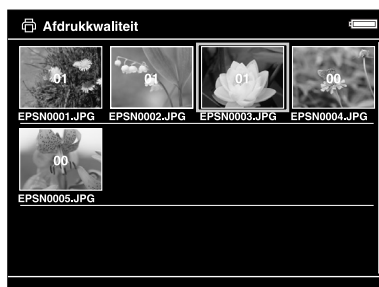 Afdrukkwaliteit
01 01 01 00
EPSN0001.JPG EPSN0002.JPG EPSN0003.JPG EPSN0004.JPG
00
EPSN0005.JPG